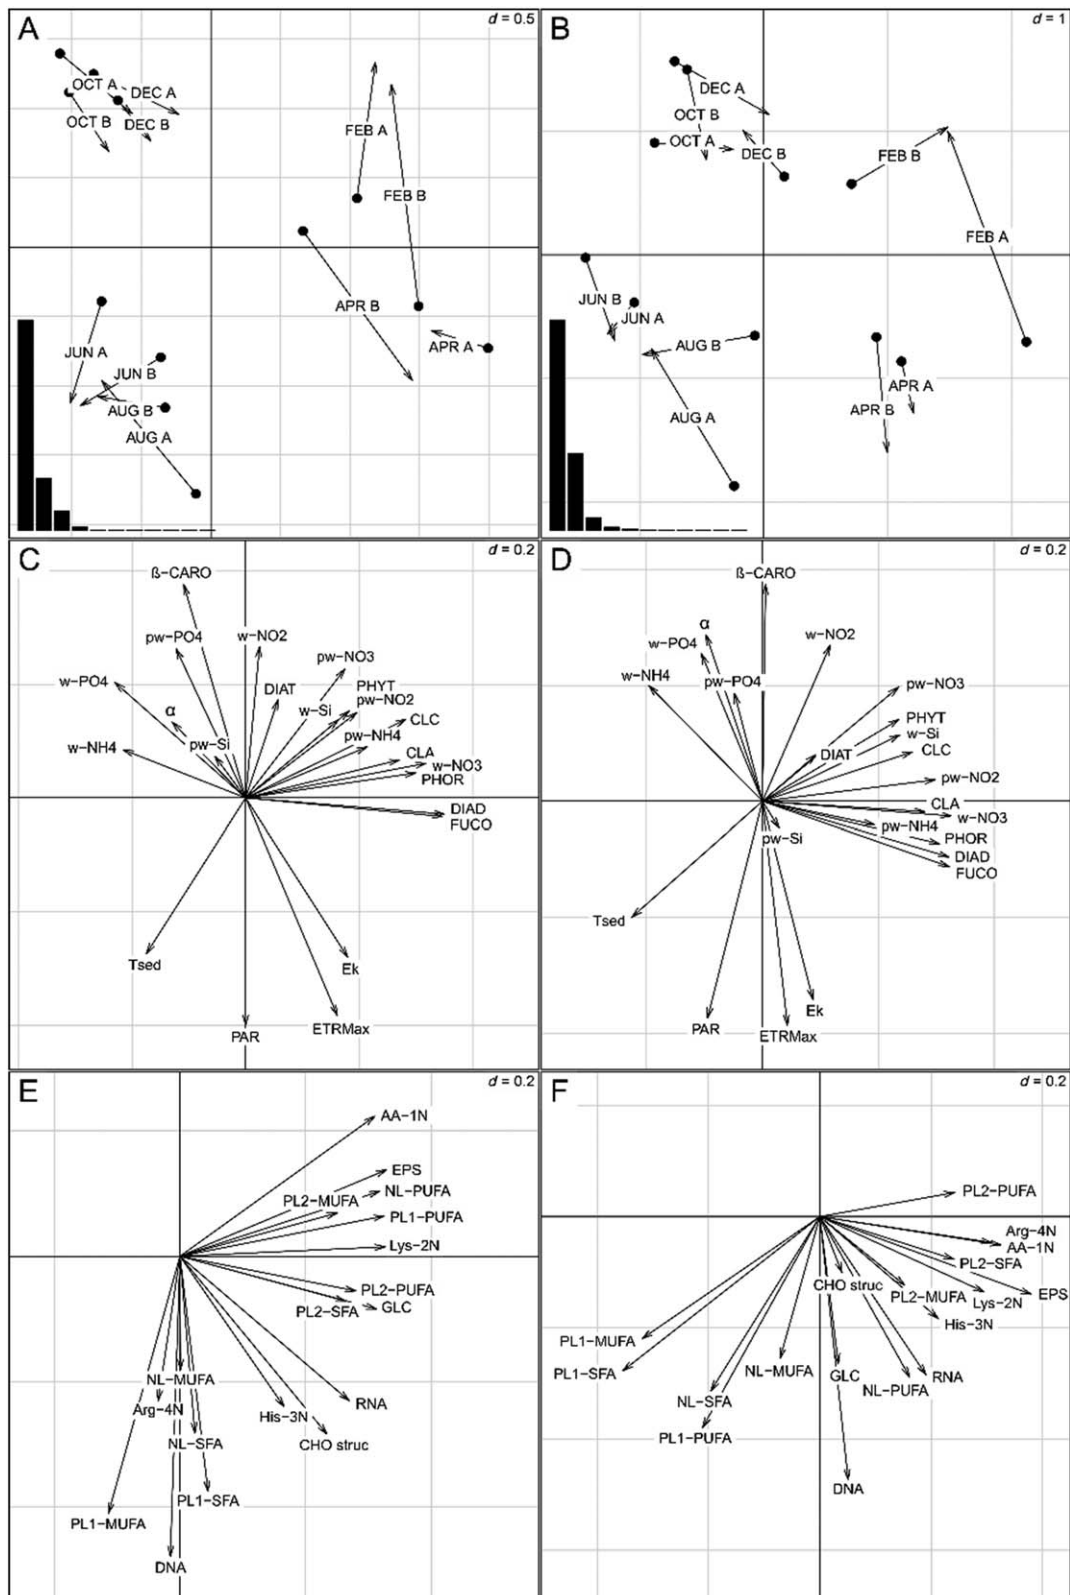 A
d = 0.5
OCT A
DEC A
OCT B
DEC B
FEB A
FEB B
APR B
APR A
JUN A
JUN B
AUG B
AUG A
B
d = 1
DEC A
OCT B
OCT A
DEC B
FEB B
FEB A
JUN B
JUN A
AUG B
AUG A
APR A
APR B
C
d = 0.2
ß−CARO
pw−PO4
w−NO2
pw−NO3
w−PO4
DIAT
PHYT
pw−NO2
w−Si
α
CLC
pw−NH4
w−NH4
pw−Si
CLA
w−NO3
PHOR
DIAD
FUCO
Tsed
Ek
PAR
ETRMax
D
d = 0.2
ß−CARO
α
w−PO4
w−NO2
w−NH4
pw−PO4
pw−NO3
PHYT
w−Si
DIAT
CLC
pw−NO2
CLA
w−NO3
pw−NH4
pw−Si
PHOR
DIAD
FUCO
Tsed
Ek
PAR
ETRMax
E
d = 0.2
AA−1N
EPS
NL−PUFA
PL2−MUFA
PL1−PUFA
Lys−2N
PL2−PUFA
PL2−SFA
GLC
NL−MUFA
Arg−4N
His−3N
RNA
NL−SFA
CHO struc
PL1−SFA
PL1−MUFA
DNA
F
d = 0.2
PL2−PUFA
Arg−4N
AA−1N
PL2−SFA
CHO struc
PL2−MUFA
Lys−2N
EPS
His−3N
PL1−MUFA
PL1−SFA
NL−MUFA
GLC
NL−PUFA
RNA
NL−SFA
PL1−PUFA
DNA